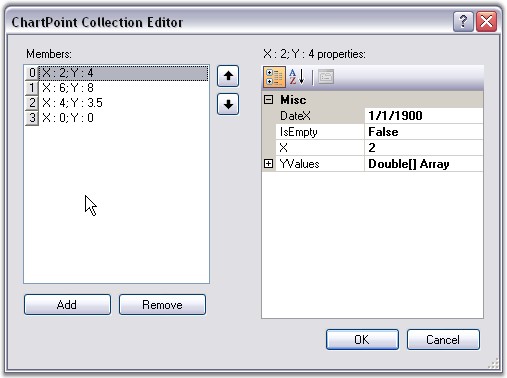 ChartPoint Collection Editor
Members:
0 X : 2; Y : 4
1 X : 6; Y : 8
2 X : 4; Y : 3.5
3 X : 0; Y : 0
Add
Remove
X : 2; Y : 4 properties:
Misc
DateX 1/1/1900
IsEmpty False
X 2
YValues Double[] Array
OK
Cancel